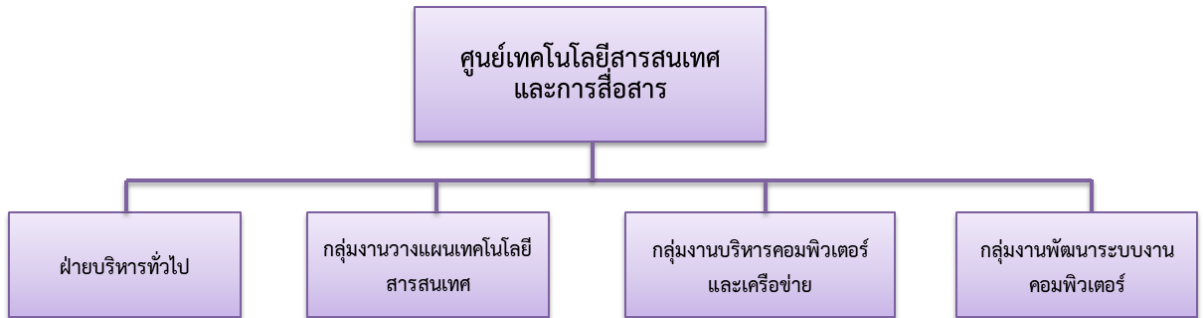 ศูนย์เทคโนโลยีสารสนเทศ
และการสื่อสาร
ฝ่ายบริหารทั่วไป
กลุ่มงานวางแผนเทคโนโลยี
สารสนเทศ
กลุ่มงานบริหารคอมพิวเตอร์
และเครือข่าย
กลุ่มงานพัฒนาระบบงาน
คอมพิวเตอร์